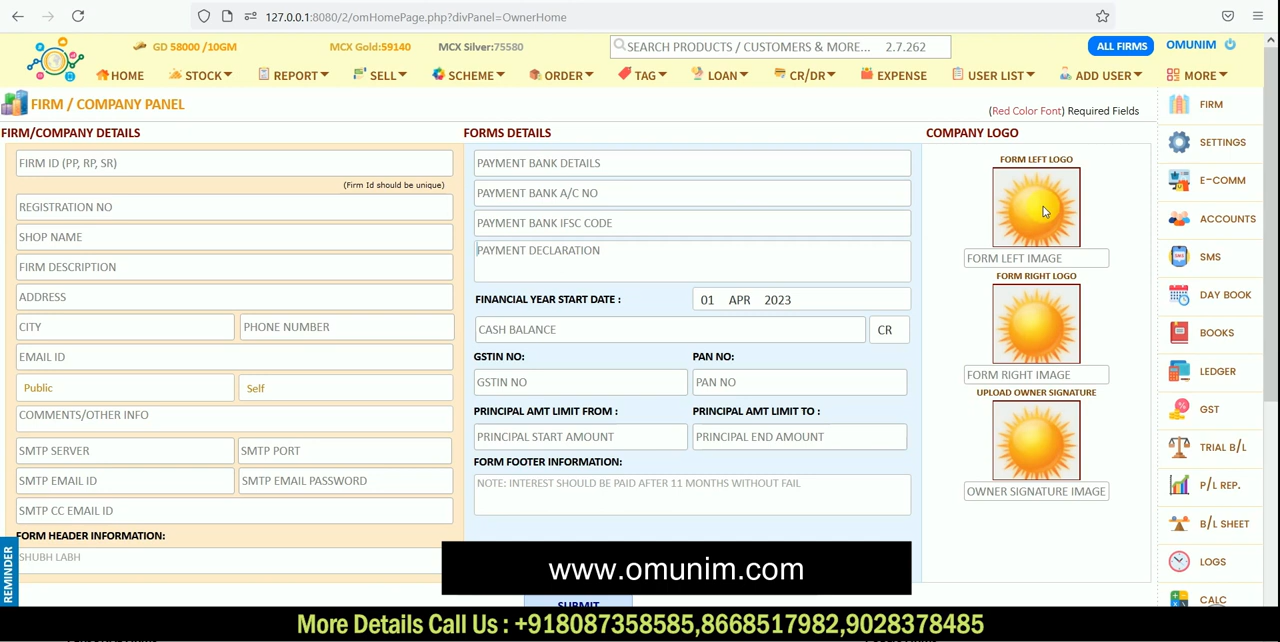 127.0.0.1:8080/2/omHomePage.php?divPanel=OwnerHome
GD 58000 /10GM
MCX Gold:59140
MCX Silver:75580
SEARCH PRODUCTS / CUSTOMERS & MORE... 2.7.262
ALL FIRMS
OMUNIM
HOME STOCK REPORT SELL SCHEME ORDER TAG LOAN CR/DR EXPENSE USER LIST ADD USER MORE
FIRM / COMPANY PANEL
(Red Color Font) Required Fields
FIRM/COMPANY DETAILS
FIRM ID (PP, RP, SR)
(Firm Id should be unique)
REGISTRATION NO
SHOP NAME
FIRM DESCRIPTION
ADDRESS
CITY PHONE NUMBER
EMAIL ID
Public Self
COMMENTS/OTHER INFO
SMTP SERVER SMTP PORT
SMTP EMAIL ID SMTP EMAIL PASSWORD
SMTP CC EMAIL ID
FORM HEADER INFORMATION:
SHUBH LABH
REMINDER
FORMS DETAILS
PAYMENT BANK DETAILS
PAYMENT BANK A/C NO
PAYMENT BANK IFSC CODE
PAYMENT DECLARATION
FINANCIAL YEAR START DATE : 01 APR 2023
CASH BALANCE CR
GSTIN NO: PAN NO:
GSTIN NO PAN NO
PRINCIPAL AMT LIMIT FROM : PRINCIPAL AMT LIMIT TO :
PRINCIPAL START AMOUNT PRINCIPAL END AMOUNT
FORM FOOTER INFORMATION:
NOTE: INTEREST SHOULD BE PAID AFTER 11 MONTHS WITHOUT FAIL
COMPANY LOGO
FORM LEFT LOGO
FORM LEFT IMAGE
FORM RIGHT LOGO
FORM RIGHT IMAGE
UPLOAD OWNER SIGNATURE
OWNER SIGNATURE IMAGE
FIRM
SETTINGS
E-COMM
ACCOUNTS
SMS
DAY BOOK
BOOKS
LEDGER
GST
TRIAL B/L
P/L REP.
B/L SHEET
LOGS
CALC
www.omunim.com
SUBMIT
More Details Call Us : +918087358585,8668517982,9028378485